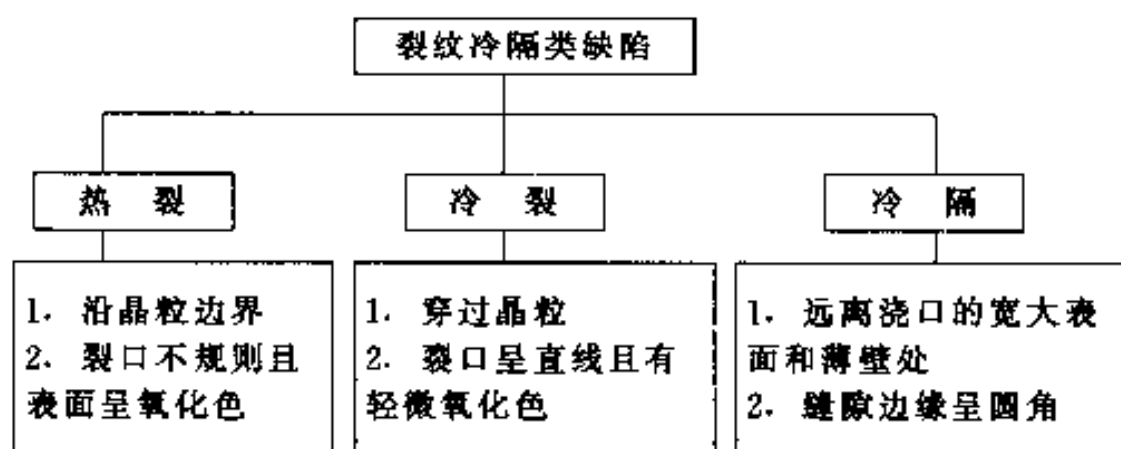 裂纹冷隔类缺陷
热 裂
冷 裂
冷 隔
1. 沿晶粒边界
2. 裂口不规则且
表面呈氧化色
1. 穿过晶粒
2. 裂口呈直线且有
轻微氧化色
1. 远离浇口的宽大表
面和薄壁处
2. 缝隙边缘呈圆角